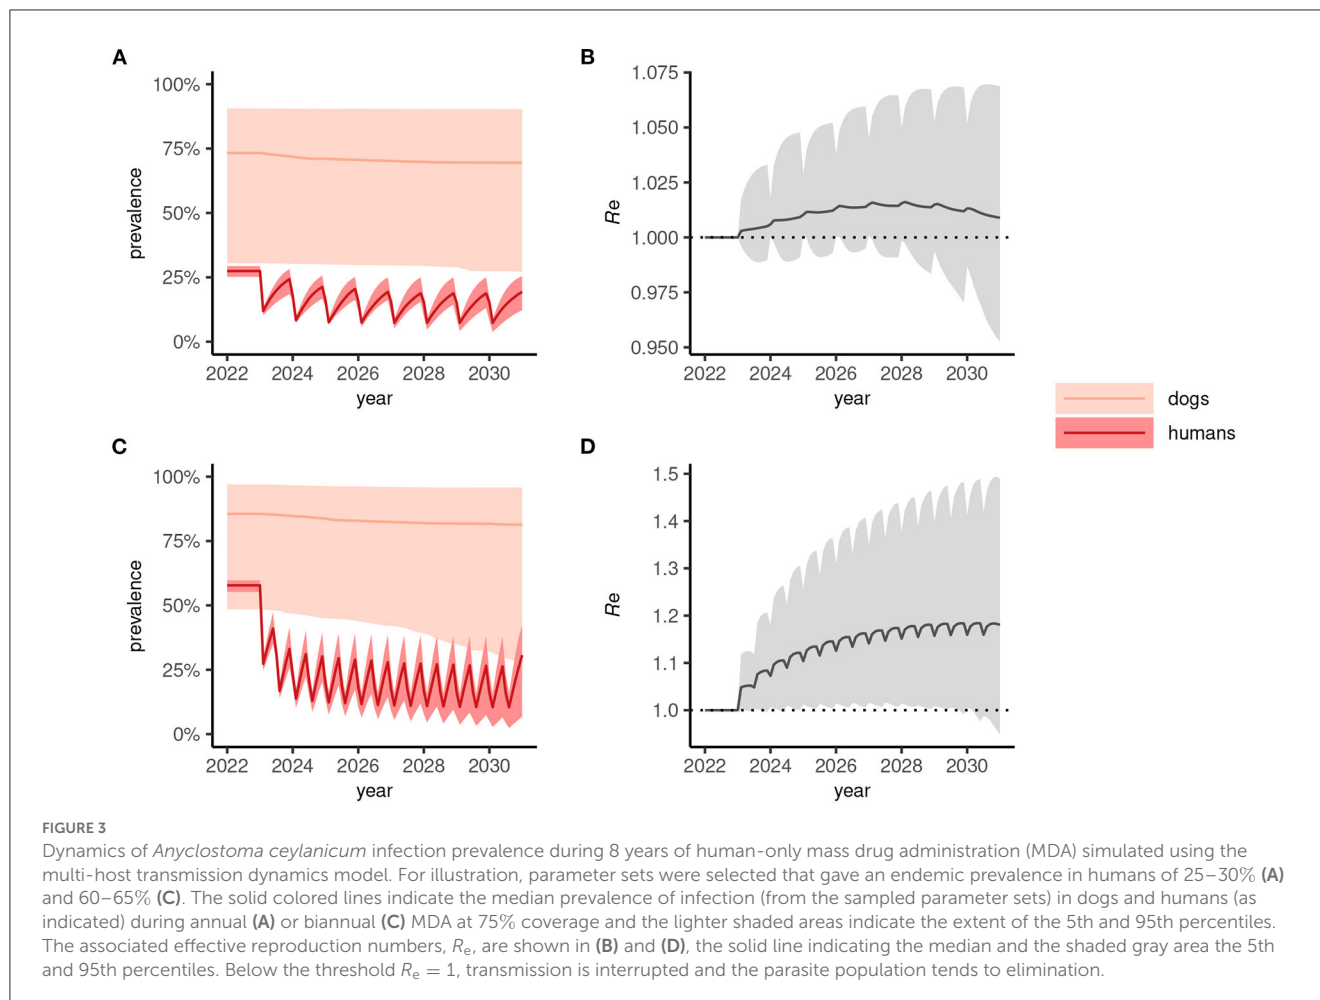 A
100%
75%
50%
25%
0%
prevalence
2022 2024 2026 2028 2030
year
B
1.075
1.050
1.025
1.000
0.975
0.950
Re
2022 2024 2026 2028 2030
year
dogs
humans
C
100%
75%
50%
25%
0%
prevalence
2022 2024 2026 2028 2030
year
D
1.5
1.4
1.3
1.2
1.1
1.0
Re
2022 2024 2026 2028 2030
year
FIGURE 3
Dynamics of Anyclostoma ceylanicum infection prevalence during 8 years of human-only mass drug administration (MDA) simulated using the
multi-host transmission dynamics model. For illustration, parameter sets were selected that gave an endemic prevalence in humans of 25–30% (A)
and 60–65% (C). The solid colored lines indicate the median prevalence of infection (from the sampled parameter sets) in dogs and humans (as
indicated) during annual (A) or biannual (C) MDA at 75% coverage and the lighter shaded areas indicate the extent of the 5th and 95th percentiles.
The associated effective reproduction numbers, Re, are shown in (B) and (D), the solid line indicating the median and the shaded gray area the 5th
and 95th percentiles. Below the threshold Re = 1, transmission is interrupted and the parasite population tends to elimination.